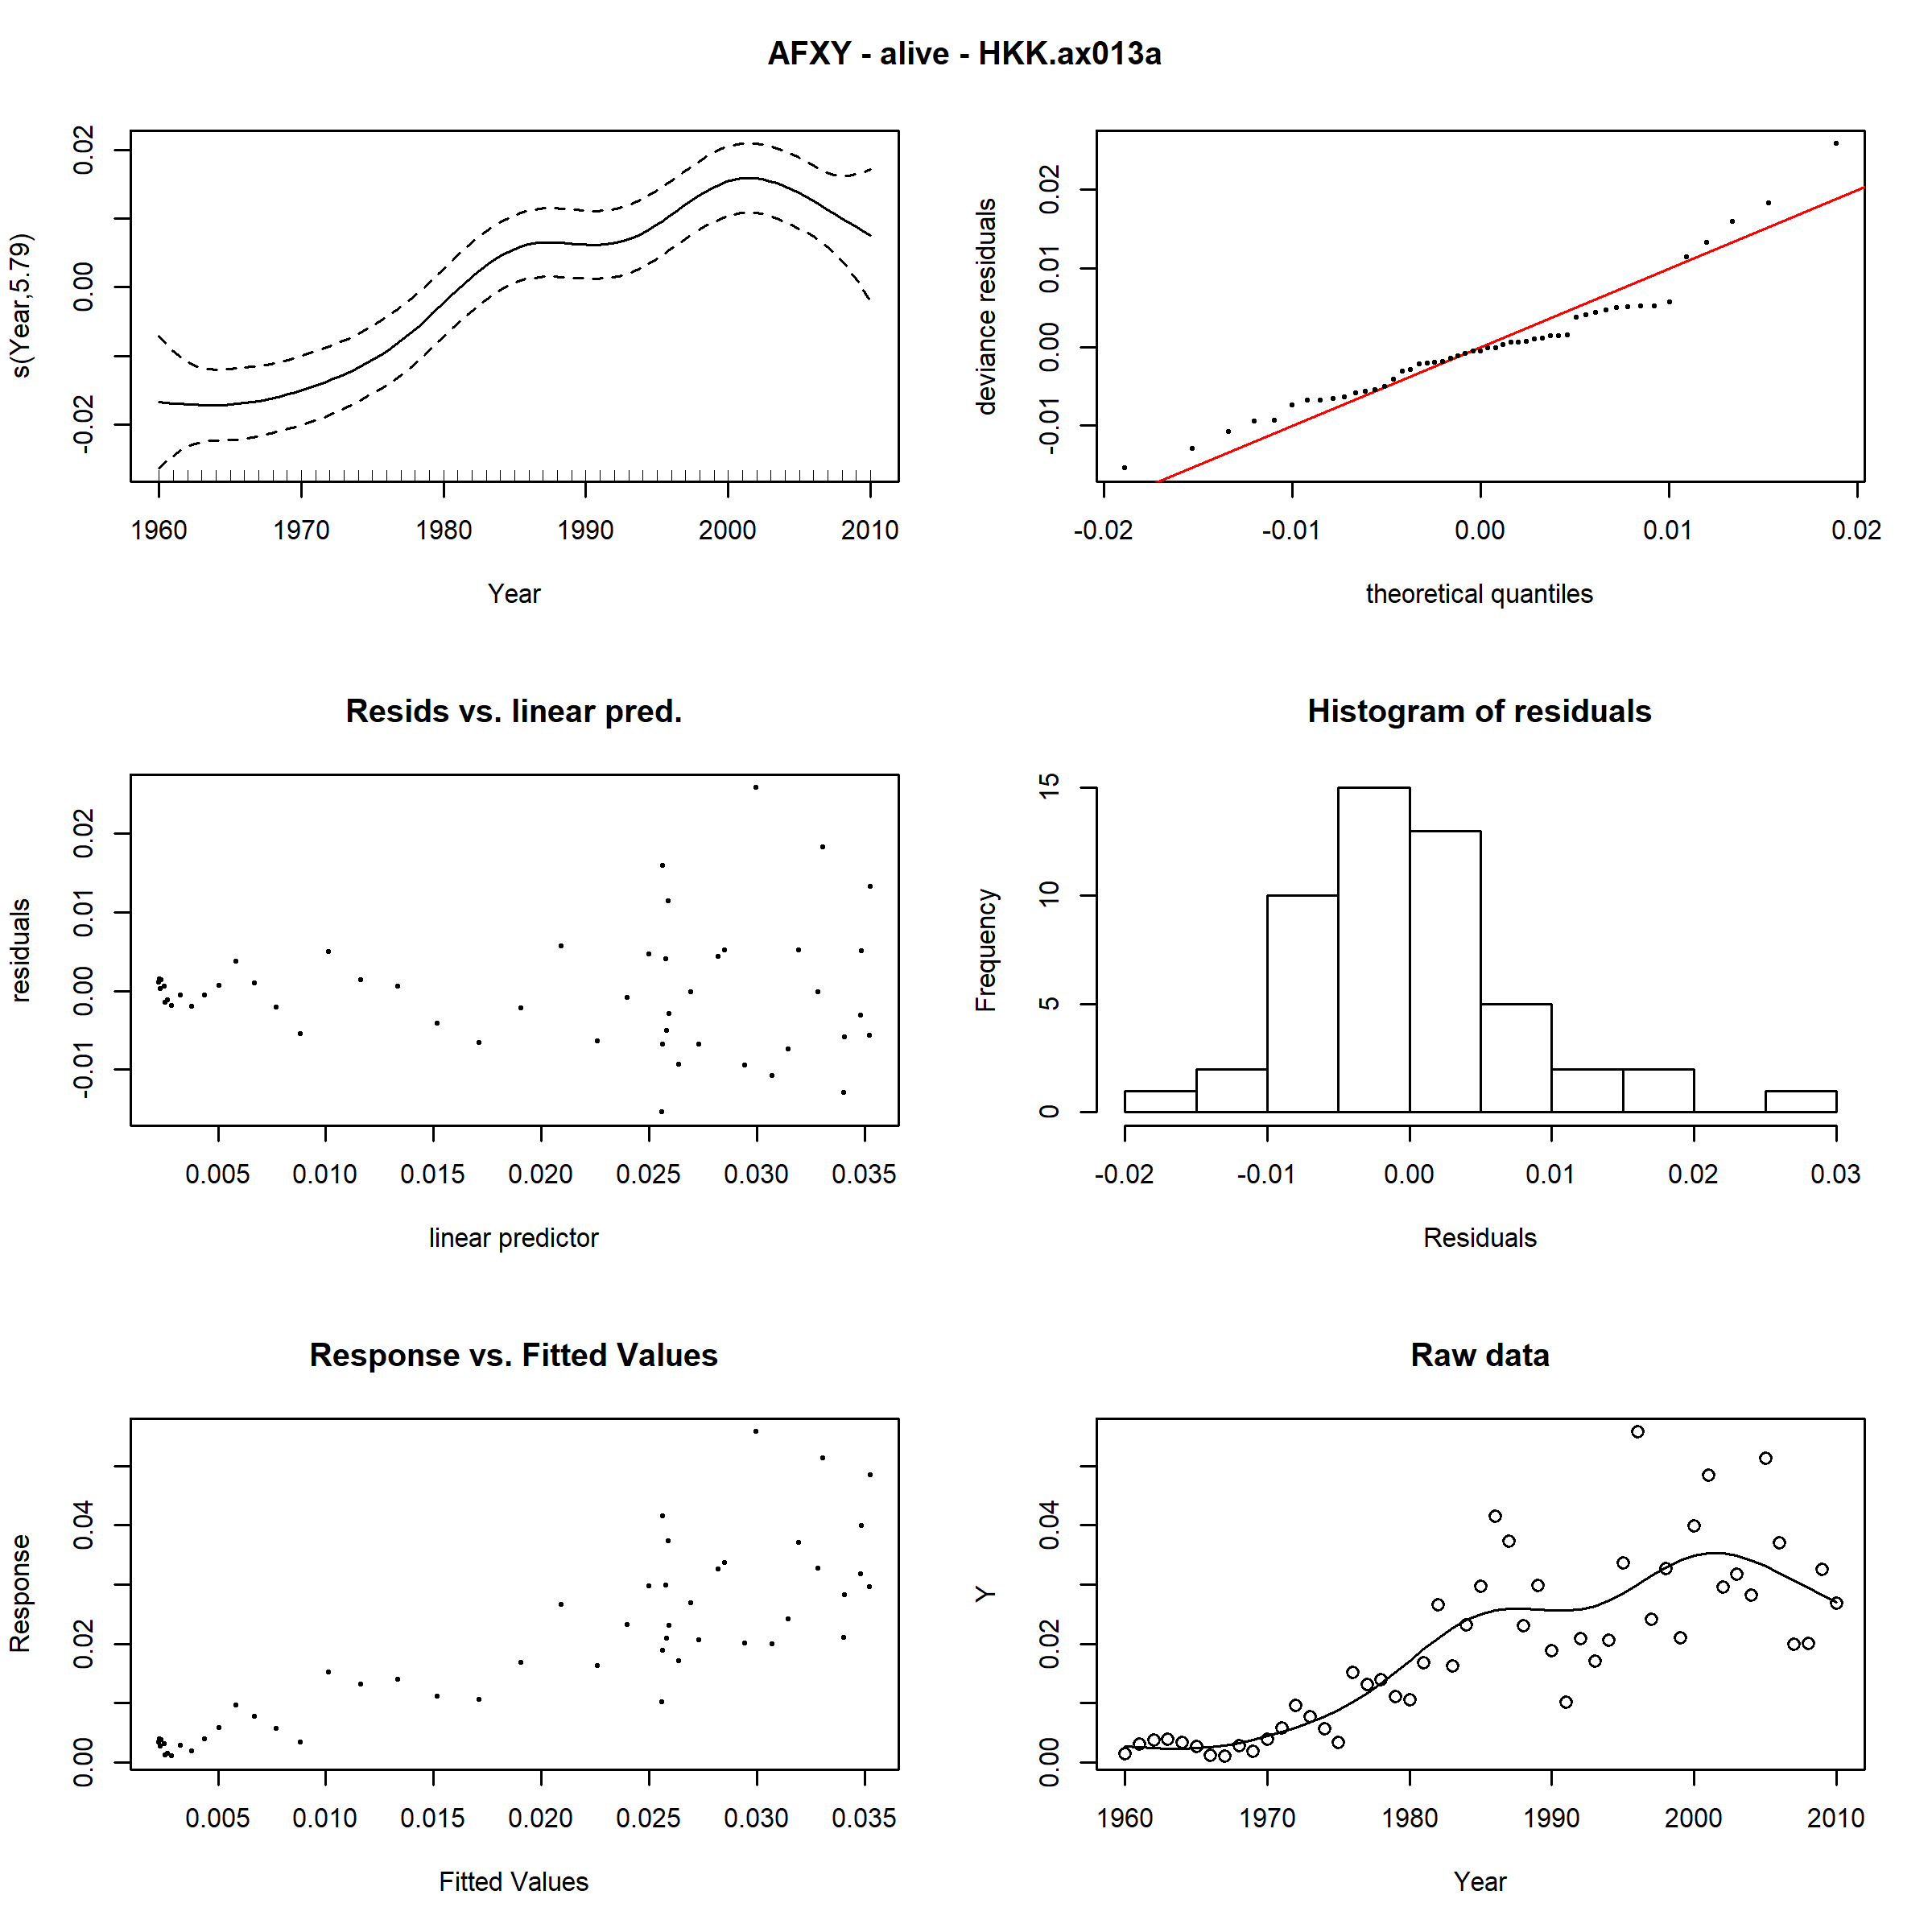 AFXY - alive - HKK.ax013a
s(Year,5.79)
0.02
0.00
-0.02
1960 1970 1980 1990 2000 2010
Year
deviance residuals
0.02
0.01
0.00
-0.01
-0.02 -0.01 0.00 0.01 0.02
theoretical quantiles
Resids vs. linear pred.
residuals
0.02
0.01
0.00
-0.01
0.005 0.010 0.015 0.020 0.025 0.030 0.035
linear predictor
Histogram of residuals
Frequency
15
10
5
0
-0.02 -0.01 0.00 0.01 0.02 0.03
Residuals
Response vs. Fitted Values
Response
0.04
0.02
0.00
0.005 0.010 0.015 0.020 0.025 0.030 0.035
Fitted Values
Raw data
Y
0.04
0.02
0.00
1960 1970 1980 1990 2000 2010
Year